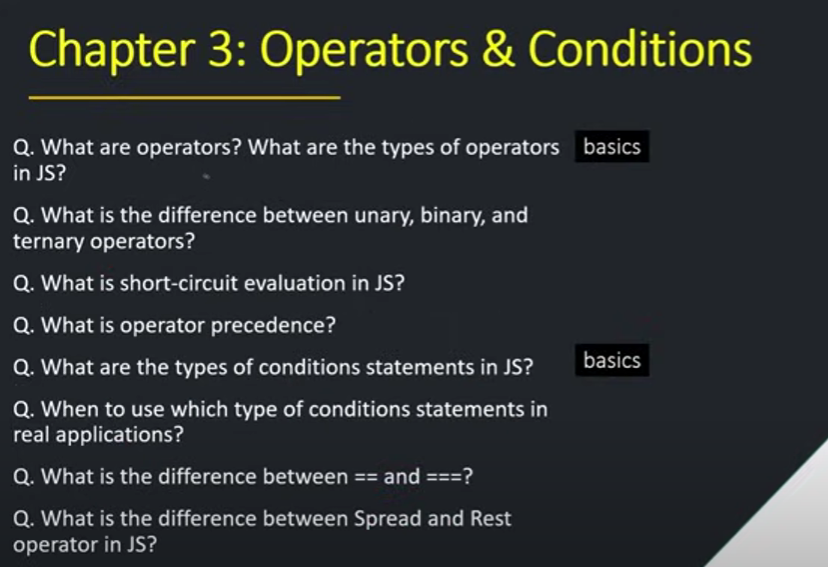 Chapter 3: Operators & Conditions
Q. What are operators? What are the types of operators basics
in JS?
Q. What is the difference between unary, binary, and
ternary operators?
Q. What is short-circuit evaluation in JS?
Q. What is operator precedence?
Q. What are the types of conditions statements in JS? basics
Q. When to use which type of conditions statements in
real applications?
Q. What is the difference between == and ===?
Q. What is the difference between Spread and Rest
operator in JS?